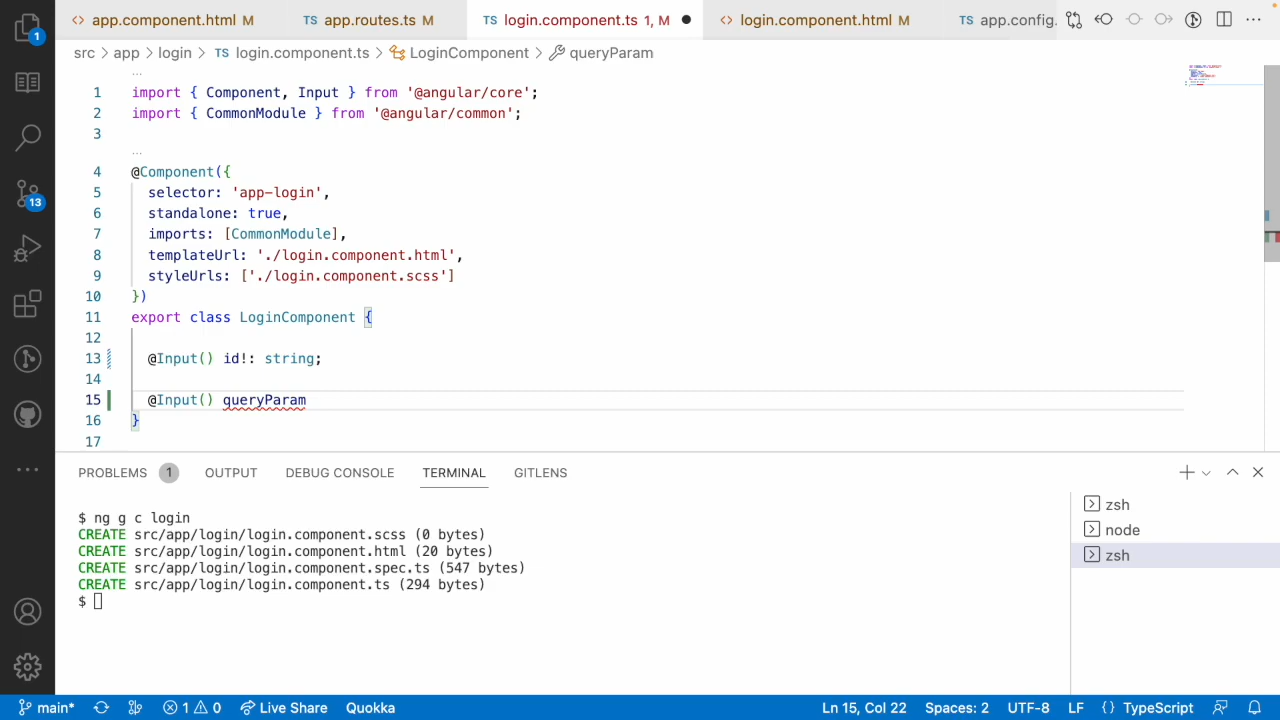 app.component.html M app.routes.ts M login.component.ts 1, M login.component.html M app.config.
src > app > login > login.component.ts > LoginComponent > queryParam
1 import { Component, Input } from '@angular/core';
2 import { CommonModule } from '@angular/common';
3
4 @Component({
5 selector: 'app-login',
6 standalone: true,
7 imports: [CommonModule],
8 templateUrl: './login.component.html',
9 styleUrls: ['./login.component.scss']
10 })
11 export class LoginComponent {
12
13 @Input() id!: string;
14
15 @Input() queryParam
16 }
17
PROBLEMS 1 OUTPUT DEBUG CONSOLE TERMINAL GITLENS
$ ng g c login
CREATE src/app/login/login.component.scss (0 bytes)
CREATE src/app/login/login.component.html (20 bytes)
CREATE src/app/login/login.component.spec.ts (547 bytes)
CREATE src/app/login/login.component.ts (294 bytes)
$
zsh
node
zsh
1
13
main* 1 0 Live Share Quokka Ln 15, Col 22 Spaces: 2 UTF-8 LF {} TypeScript